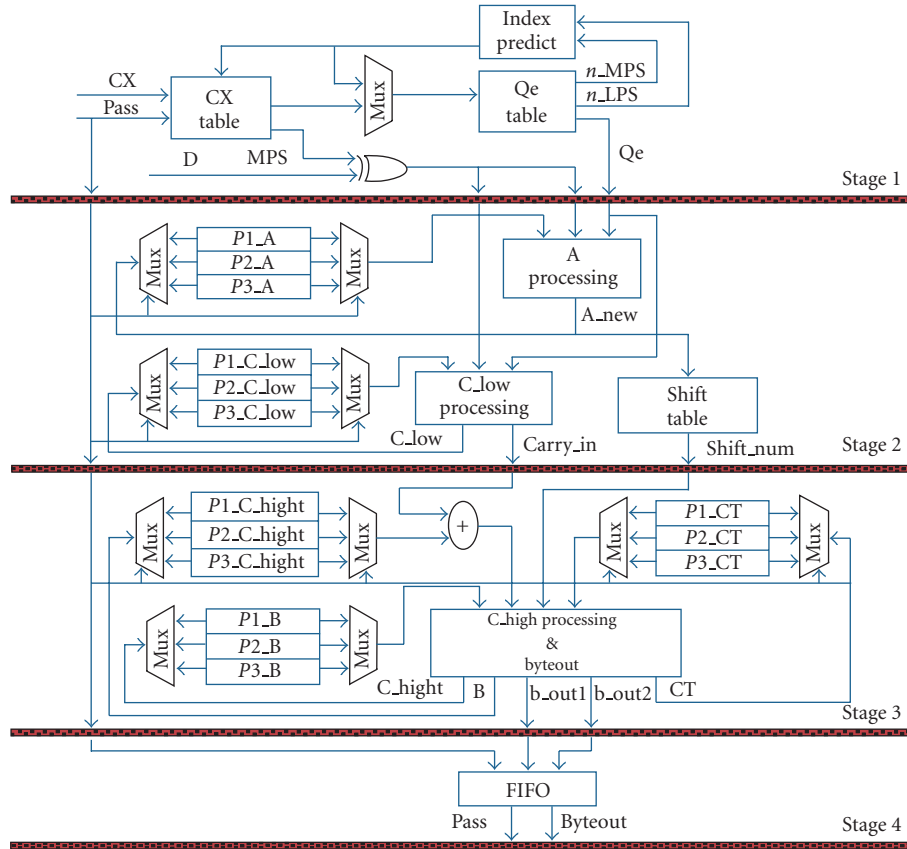 Index
predict
n_MPS
n_LPS
CX
Pass
CX
table
Mux
Qe
table
D
MPS
Qe
Stage 1
Mux
P1_A
P2_A
P3_A
Mux
A
processing
A_new
Mux
P1_C_low
P2_C_low
P3_C_low
Mux
C_low
processing
Shift
table
C_low
Carry_in
Shift_num
Stage 2
Mux
P1_C_hight
P2_C_hight
P3_C_hight
Mux
+
Mux
P1_CT
P2_CT
P3_CT
Mux
Mux
P1_B
P2_B
P3_B
Mux
C_high processing
&
byteout
C_hight
B
b_out1
b_out2
CT
Stage 3
FIFO
Pass
Byteout
Stage 4